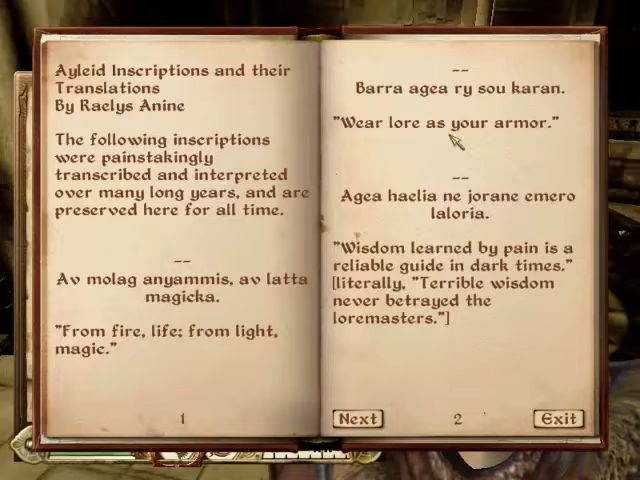 Ayleid Inscriptions and their
Translations
By Raelys Anine
The following inscriptions
were painstakingly
transcribed and interpreted
over many long years, and are
preserved here for all time.
--
Av molag anyammis, av latta
magicka.
"From fire, life; from light,
magic."
1
--
Barra agea ry sou karan.
"Wear lore as your armor."
--
Agea haelia ne jorane emero
laloria.
"Wisdom learned by pain is a
reliable guide in dark times."
[literally, "Terrible wisdom
never betrayed the
loremasters."]
Next
2
Exit